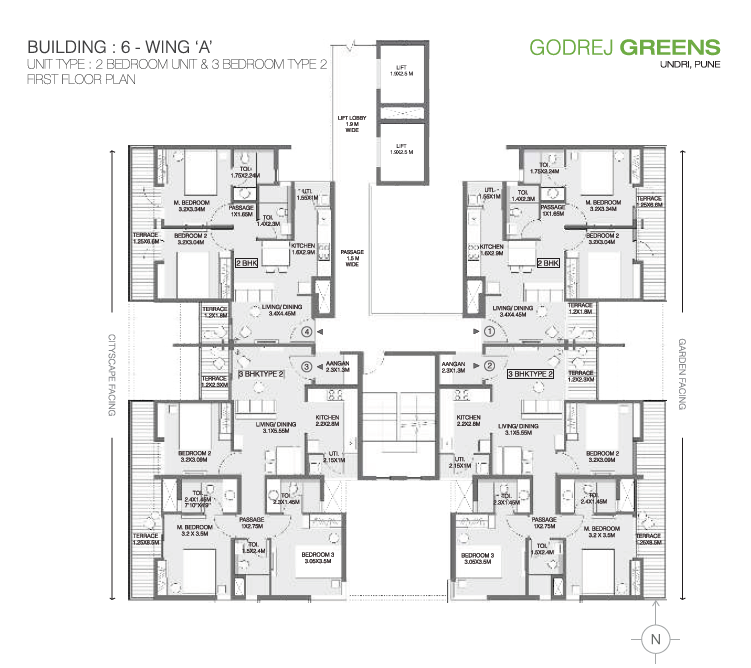 BUILDING : 6 - WING ‘A’
UNIT TYPE : 2 BEDROOM UNIT & 3 BEDROOM TYPE 2
FIRST FLOOR PLAN
GODREJ GREENS
UNDRI, PUNE
LIFT
1.9X2.5 M
LIFT LOBBY
1.9 M
WIDE
LIFT
1.9X2.5 M
TOI.
1.75X2.24M
M. BEDROOM
3.2X3.34M
UTI.
1.55X1M
PASSAGE
1X1.65M
TOI.
1.4X2.3M
TERRACE
1.25X6.6M
BEDROOM 2
3.2X3.04M
KITCHEN
1.6X2.9M
2 BHK
PASSAGE
1.5 M
WIDE
LIVING/ DINING
3.4X4.45M
TERRACE
1.2X1.8M
4
TOI.
1.75X2.24M
UTI.
1.55X1M
TOI.
1.4X2.3M
M. BEDROOM
3.2X3.34M
TERRACE
1.25X6.6M
PASSAGE
1X1.65M
BEDROOM 2
3.2X3.04M
KITCHEN
1.6X2.9M
2 BHK
LIVING/ DINING
3.4X4.45M
TERRACE
1.2X1.8M
1
CITYSCAPE FACING
GARDEN FACING
3 BHKTYPE 2
3
AANGAN
2.3X1.3M
TERRACE
1.2X2.3M
LIVING/ DINING
3.1X5.55M
KITCHEN
2.2X2.8M
BEDROOM 2
3.2X3.09M
UTI.
2.15X1M
TOI.
2.4X1.45M
7'10"X4'9"
TOI.
2.3X1.45M
M. BEDROOM
3.2 X 3.5M
PASSAGE
1X2.75M
TERRACE
1.25X8.5M
TOI.
1.5X2.4M
BEDROOM 3
3.05X3.5M
AANGAN
2.3X1.3M
2
3 BHKTYPE 2
TERRACE
1.2X2.3M
KITCHEN
2.2X2.8M
LIVING/ DINING
3.1X5.55M
BEDROOM 2
3.2X3.09M
UTI.
2.15X1M
TOI.
2.3X1.45M
TOI.
2.4X1.45M
PASSAGE
1X2.75M
M. BEDROOM
3.2 X 3.5M
TERRACE
1.25X8.5M
TOI.
1.5X2.4M
BEDROOM 3
3.05X3.5M
N